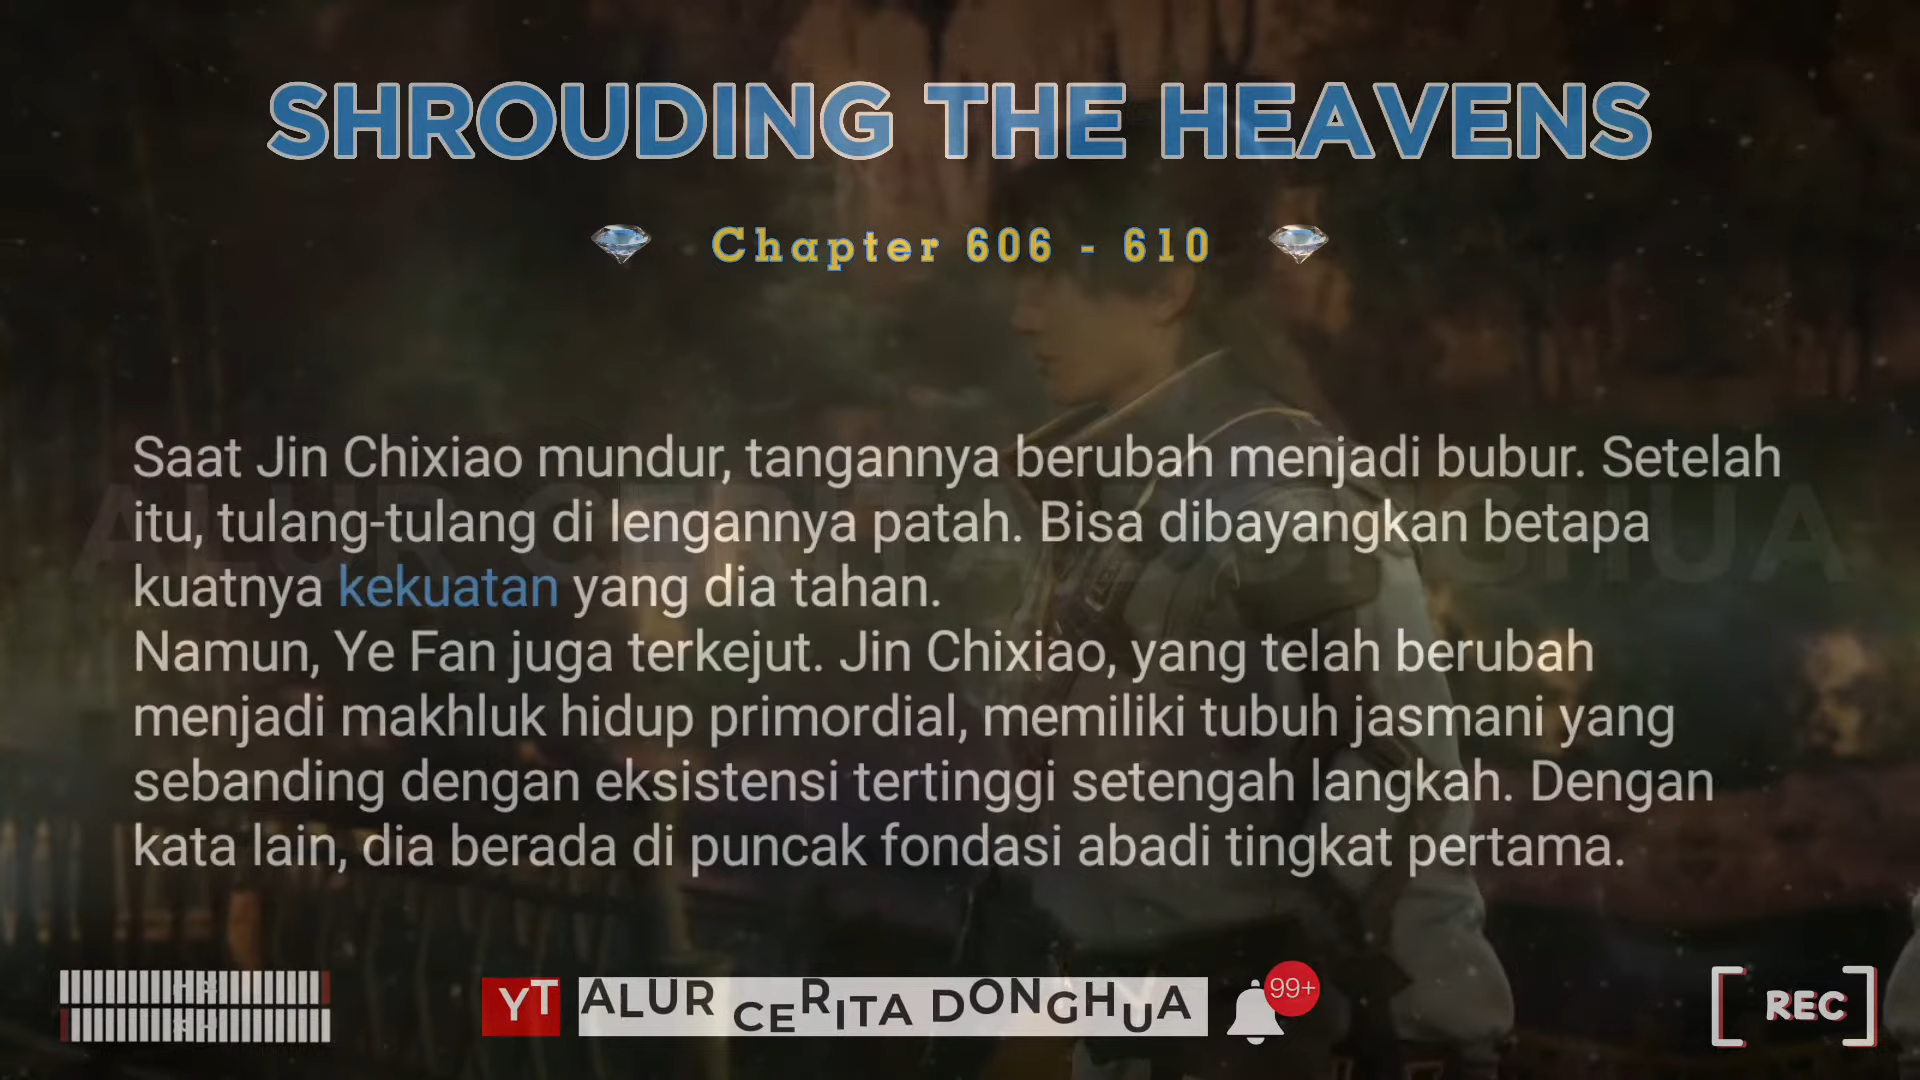 SHROUDING THE HEAVENS
Chapter 606 - 610
Saat Jin Chixiao mundur, tangannya berubah menjadi bubur. Setelah
itu, tulang-tulang di lengannya patah. Bisa dibayangkan betapa
kuatnya kekuatan yang dia tahan.
Namun, Ye Fan juga terkejut. Jin Chixiao, yang telah berubah
menjadi makhluk hidup primordial, memiliki tubuh jasmani yang
sebanding dengan eksistensi tertinggi setengah langkah. Dengan
kata lain, dia berada di puncak fondasi abadi tingkat pertama.
ALUR CERITA DONGHUA
YT ALUR CERITA DONGHUA 99+
[ REC ]